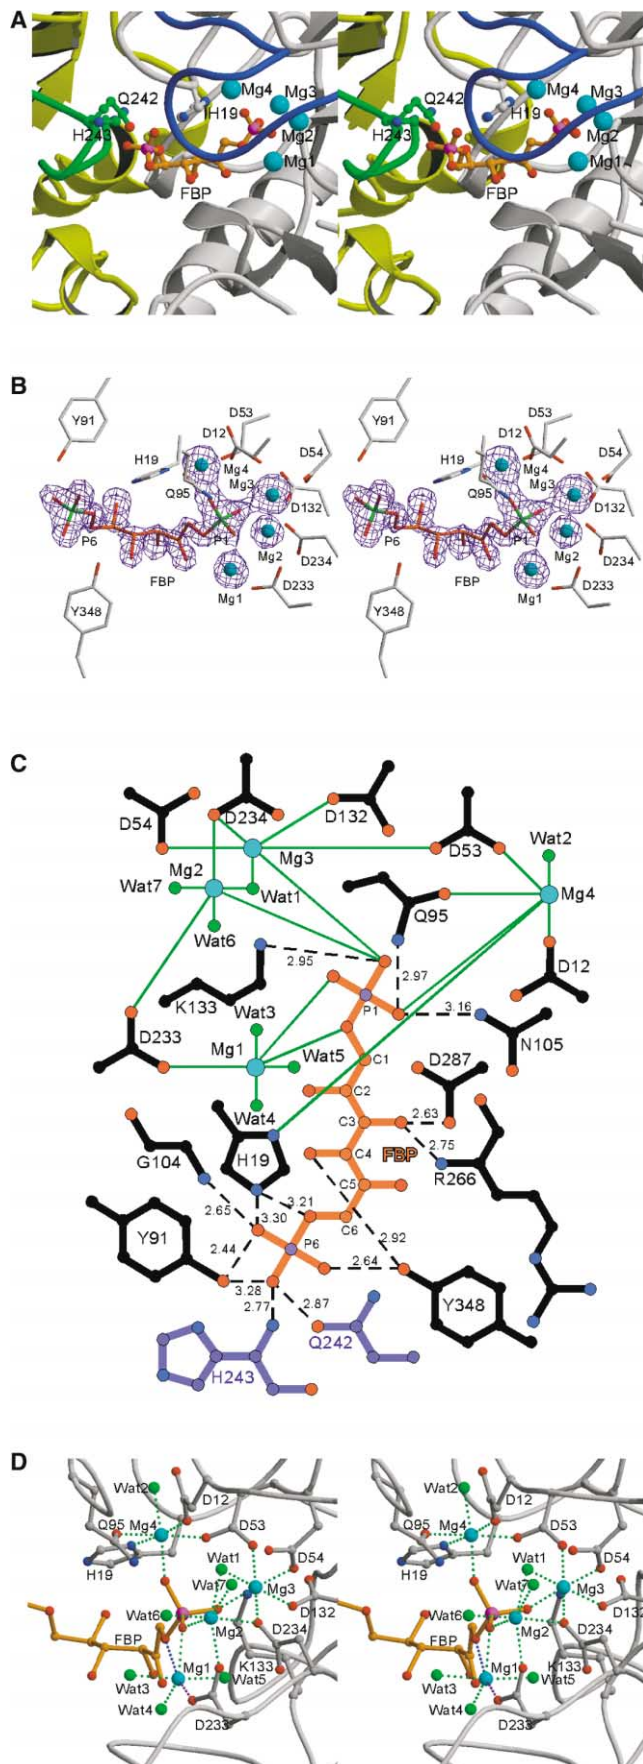 A
Mg4 Mg3 Mg4 Mg3
Q242 Q242
H243 H19 Mg2 H243 H19 Mg2
Mg1 Mg1
FBP FBP
B
Y91 D53 Y91 D53
D12 D54 D12 D54
H19 Mg4 H19 Mg4
Q95 Mg3 Q95 Mg3
D132 D132
P6 P1 D234 P6 P1 D234
Mg2 Mg2
FBP D233 FBP D233
Mg1 Mg1
Y348 Y348
C
D54 D234 D132
D53 Wat2
Mg2 Mg3
Wat7 Wat1 Q95 Mg4
Wat6
2.95 2.97 D12
K133 P1 3.16
Wat3 N105
D233 Mg1 Wat5 C1 D287
Wat4 C2
C3 2.63
G104 H19 C4 FBP 2.75
C5 R266
2.65 3.30 3.21 C6
Y91 2.44 P6 2.92
2.64
3.28 Y348
2.77 2.87
H243 Q242
D
Wat2 D12 Wat2 D12
Q95 Mg4 D53 Q95 Mg4 D53
H19 Wat1 D54 H19 Wat1 D54
Wat7 Mg3 Wat7 Mg3
Wat6 D132 Wat6 D132
FBP Mg2 D234 FBP Mg2 D234
Mg1 K133 Mg1 K133
Wat3 Wat5 Wat3 Wat5
Wat4 Wat4
D233 D233